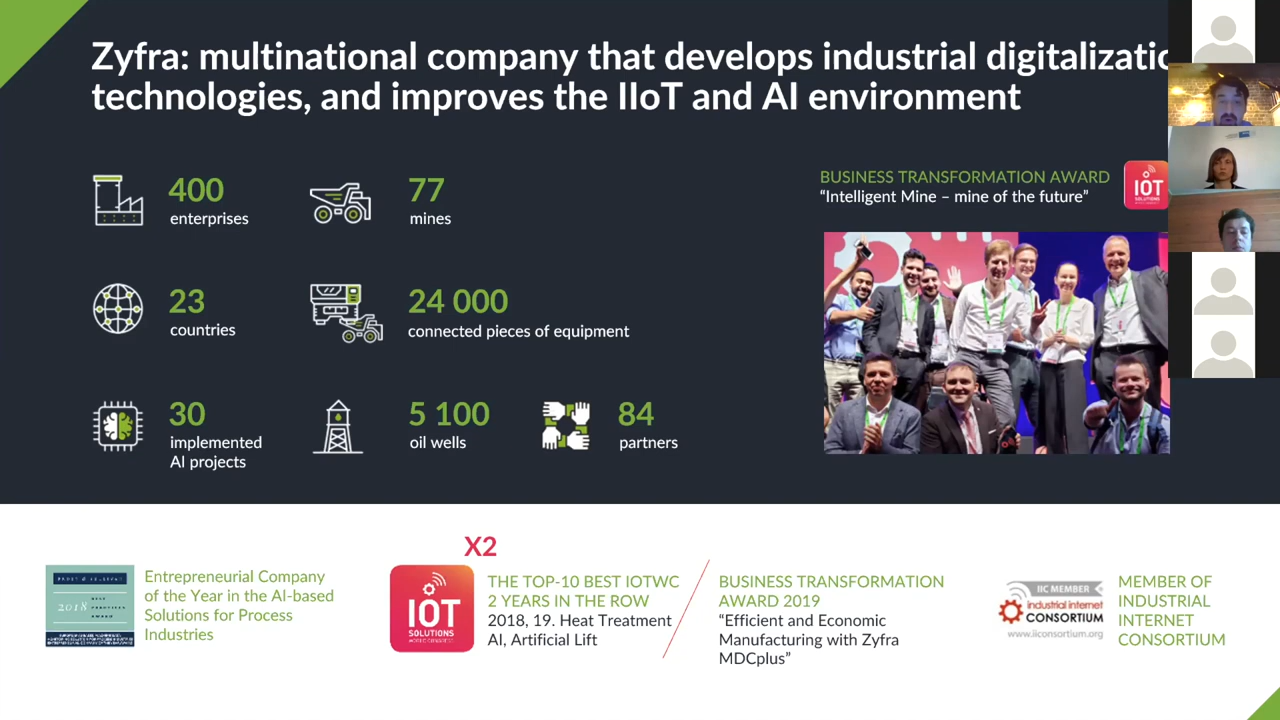 Zyfra: multinational company that develops industrial digitalizatio
technologies, and improves the IIoT and AI environment
400
enterprises
77
mines
BUSINESS TRANSFORMATION AWARD
“Intelligent Mine – mine of the future”
IOT
SOLUTIONS
23
countries
24 000
connected pieces of equipment
30
implemented
AI projects
5 100
oil wells
84
partners
X2
2018
Entrepreneurial Company
of the Year in the AI-based
Solutions for Process
Industries
IOT
SOLUTIONS
THE TOP-10 BEST IOTWC
2 YEARS IN THE ROW
2018, 19. Heat Treatment
AI, Artificial Lift
BUSINESS TRANSFORMATION
AWARD 2019
“Efficient and Economic
Manufacturing with Zyfra
MDCplus”
IIC MEMBER
industrial internet
CONSORTIUM
www.iiconsortium.org
MEMBER OF
INDUSTRIAL
INTERNET
CONSORTIUM